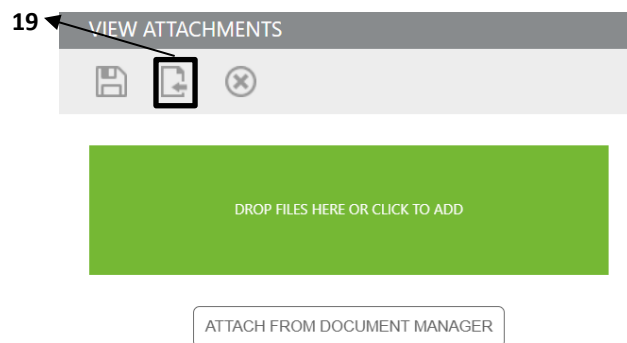 19
VIEW ATTACHMENTS
DROP FILES HERE OR CLICK TO ADD
ATTACH FROM DOCUMENT MANAGER